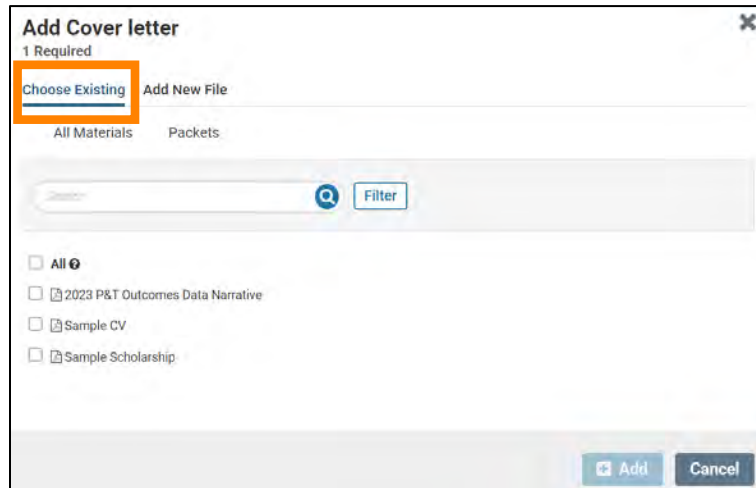 Add Cover letter
1 Required
Choose Existing Add New File
All Materials Packets
Search
Filter
All
2023 P&T Outcomes Data Narrative
Sample CV
Sample Scholarship
Add Cancel